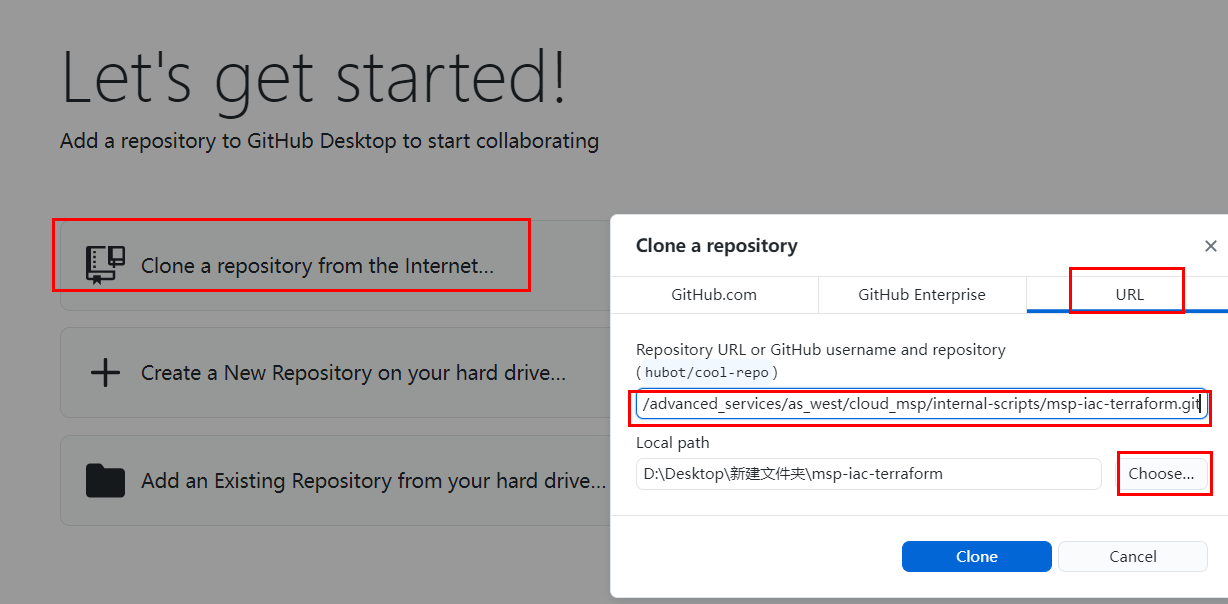 Let's get started!
Add a repository to GitHub Desktop to start collaborating
Clone a repository from the Internet...
Create a New Repository on your hard drive...
Add an Existing Repository from your hard drive...
Clone a repository
GitHub.com
GitHub Enterprise
URL
Repository URL or GitHub username and repository
(hubot/cool-repo)
/advanced_services/as_west/cloud_msp/internal-scripts/msp-iac-terraform.git
Local path
D:\Desktop\新建文件夹\msp-iac-terraform
Choose...
Clone
Cancel